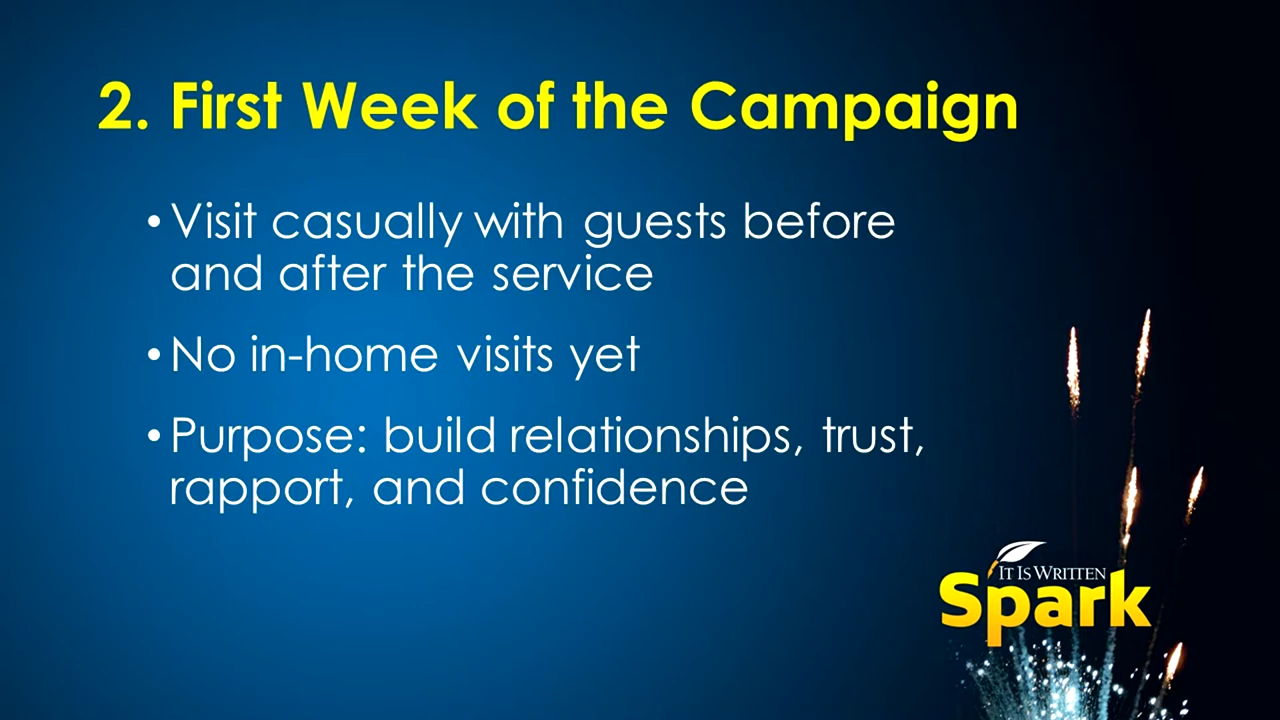 2. First Week of the Campaign
• Visit casually with guests before
and after the service
• No in-home visits yet
• Purpose: build relationships, trust,
rapport, and confidence
IT IS WRITTEN
Spark